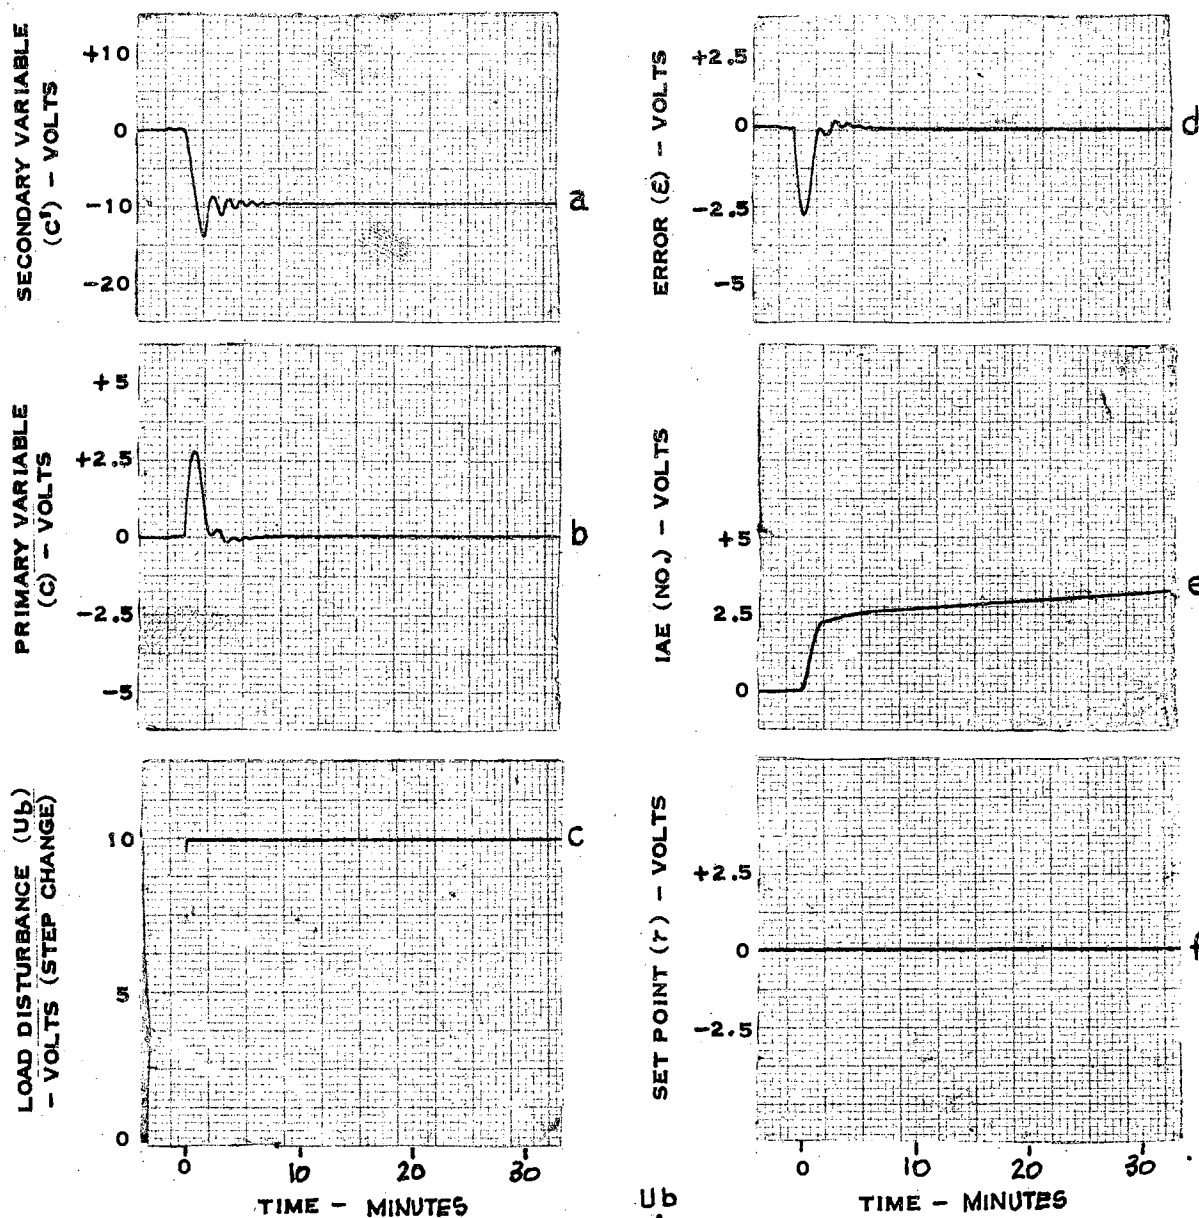 SECONDARY VARIABLE
(C') - VOLTS
+10
0
-10
-20
a
ERROR (Ɛ) - VOLTS
+2.5
0
-2.5
-5
d
PRIMARY VARIABLE
(C) - VOLTS
+5
+2.5
0
-2.5
-5
b
IAE (NO.) - VOLTS
+5
2.5
0
e
LOAD DISTURBANCE (Ub)
- VOLTS (STEP CHANGE)
10
5
0
c
0 10 20 30
TIME - MINUTES
SET POINT (r) - VOLTS
+2.5
0
-2.5
f
0 10 20 30
TIME - MINUTES
Ub